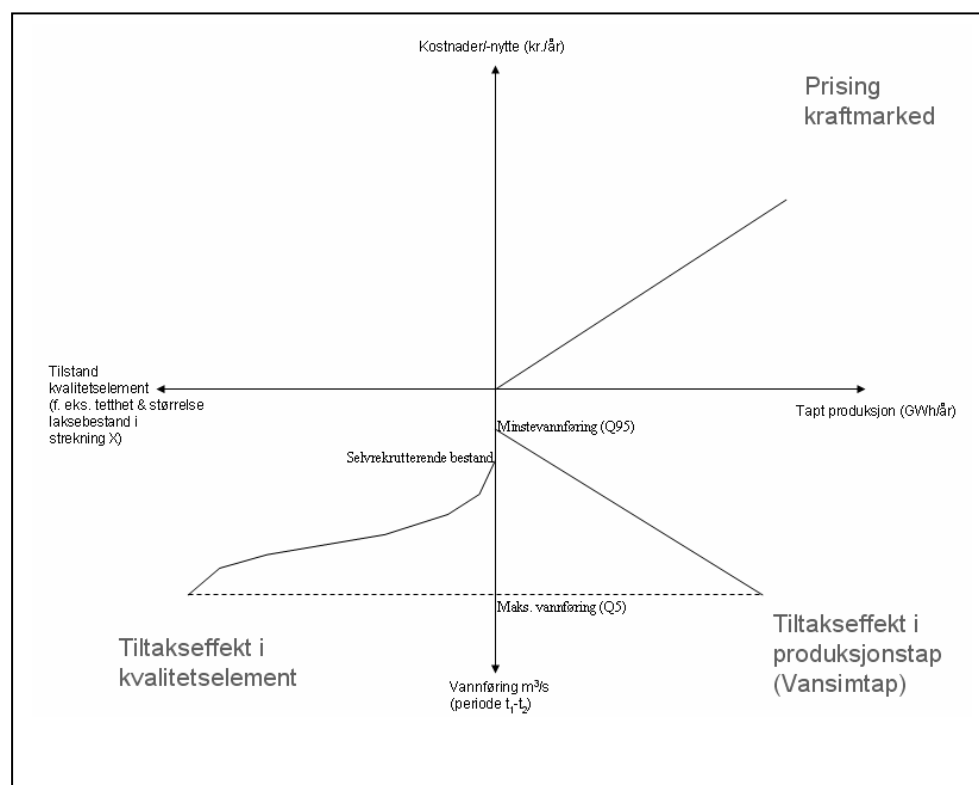 Kostnader/-nytte (kr./år)
Prising
kraftmarked
Tilstand
kvalitetselement
(f. eks. tetthet & størrelse
laksebestand i
strekning X)
Tapt produksjon (GWh/år)
Minstevannføring (Q95)
Selvrekrutterende bestand
Maks. vannføring (Q5)
Tiltakseffekt i
kvalitetselement
Tiltakseffekt i
produksjonstap
(Vansimtap)
Vannføring m³/s
(periode t₁-t₂)